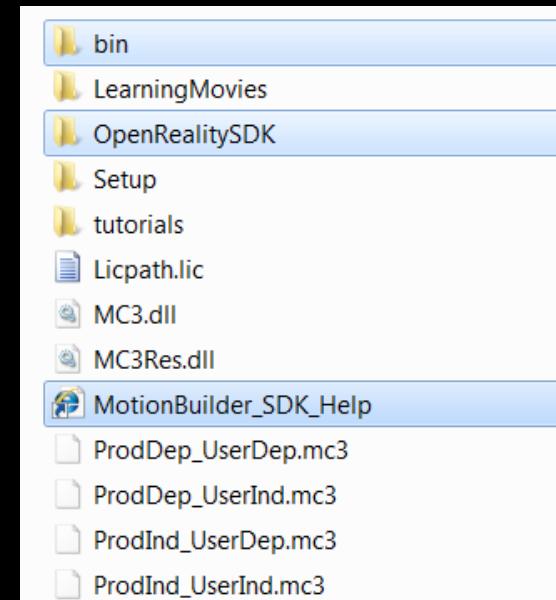 bin
LearningMovies
OpenRealitySDK
Setup
tutorials
Licpath.lic
MC3.dll
MC3Res.dll
MotionBuilder_SDK_Help
ProdDep_UserDep.mc3
ProdDep_UserInd.mc3
ProdInd_UserDep.mc3
ProdInd_UserInd.mc3